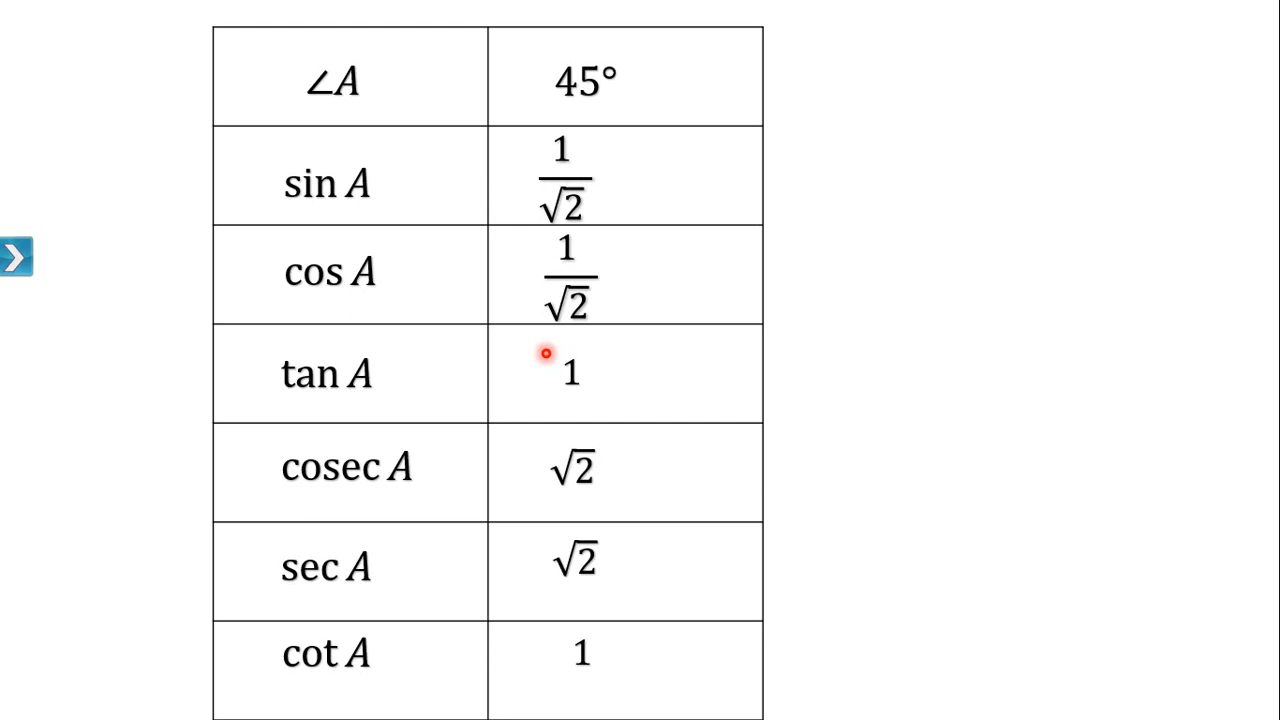 ∠A 45°
sin A 1/√2
cos A 1/√2
tan A 1
cosec A √2
sec A √2
cot A 1